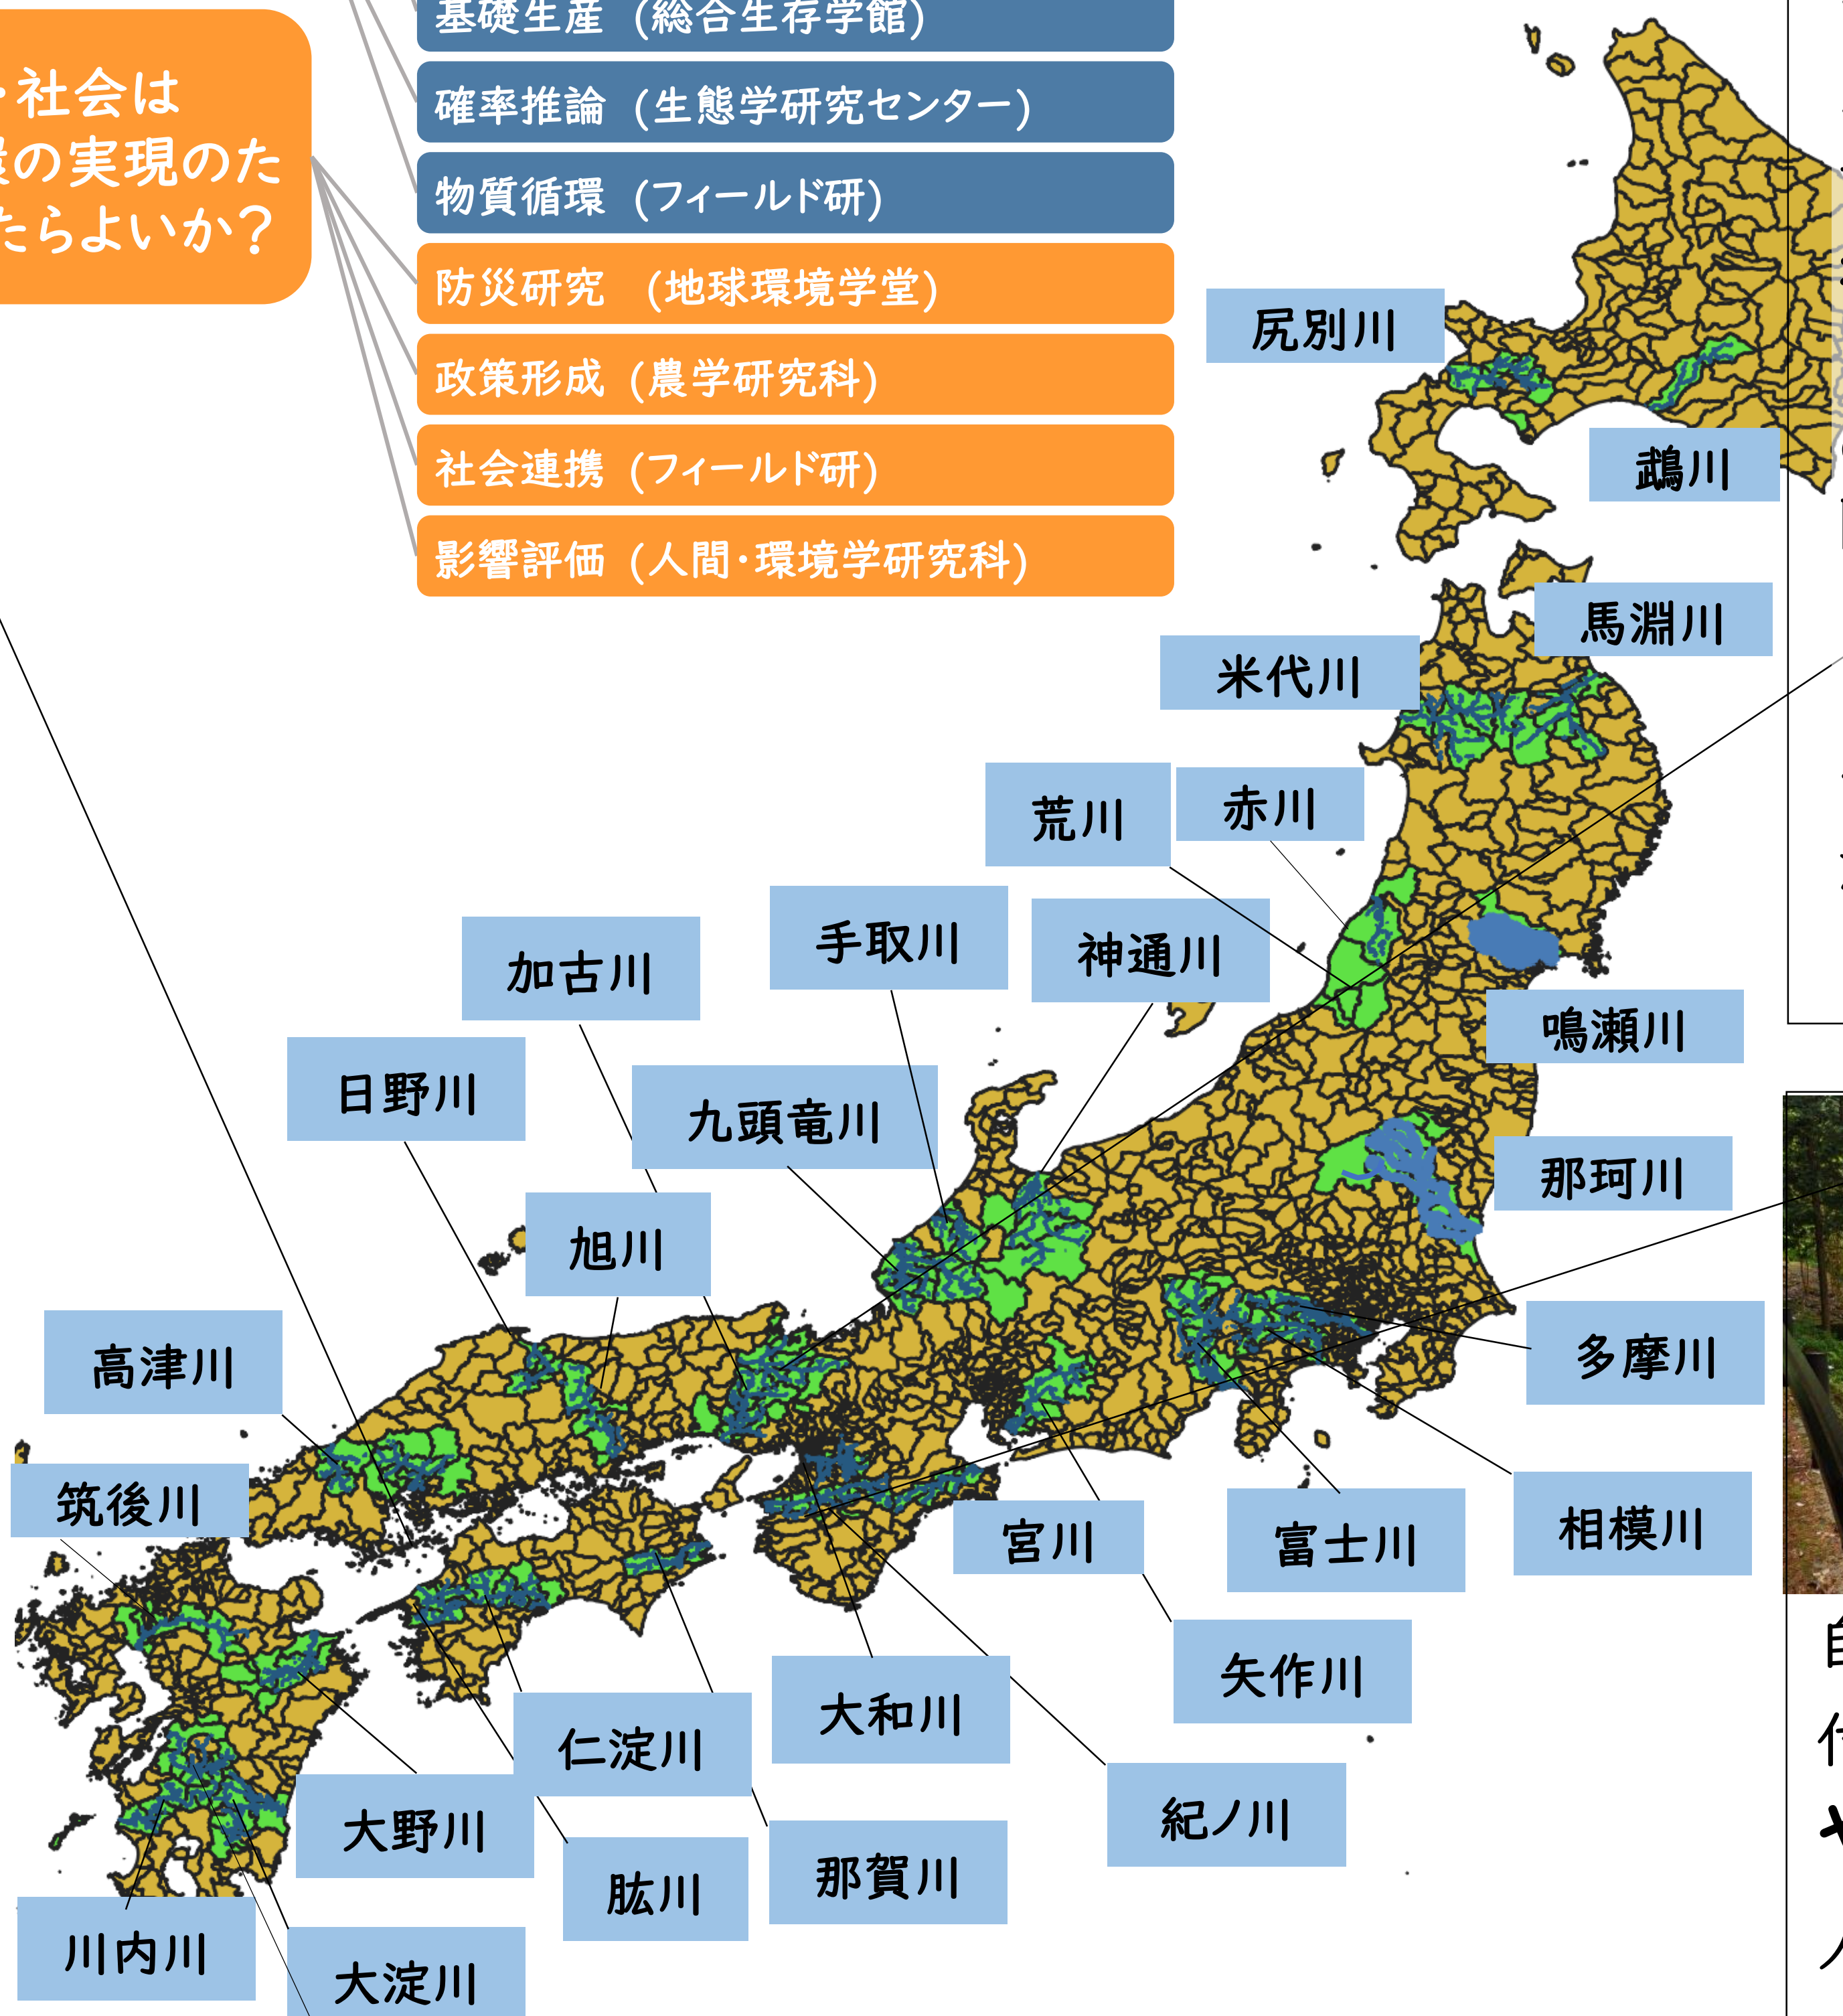 ・社会は
の実現のた
たらよいか?
基礎生産 (総合生存学館)
確率推論 (生態学研究センター)
物質循環 (フィールド研)
防災研究 (地球環境学堂)
政策形成 (農学研究科)
社会連携 (フィールド研)
影響評価 (人間・環境学研究科)
尻別川
鵡川
馬淵川
米代川
荒川
赤川
手取川
神通川
加古川
鳴瀬川
日野川
九頭竜川
那珂川
旭川
高津川
多摩川
筑後川
宮川
富士川
相模川
矢作川
大和川
仁淀川
紀ノ川
大野川
那賀川
肱川
川内川
大淀川